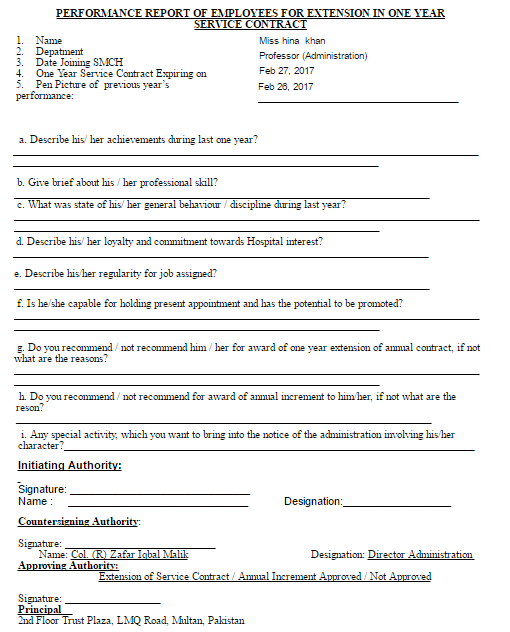 PERFORMANCE REPORT OF EMPLOYEES FOR EXTENSION IN ONE YEAR
SERVICE CONTRACT
1. Name Miss hina khan
2. Depatment Professor (Administration)
3. Date Joining SMCH
4. One Year Service Contract Expiring on Feb 27, 2017
5. Pen Picture of previous year's Feb 26, 2017
performance:
a. Describe his/ her achievements during last one year?
b. Give brief about his / her professional skill?
c. What was state of his/ her general behaviour / discipline during last year?
d. Describe his/ her loyalty and commitment towards Hospital interest?
e. Describe his/her regularity for job assigned?
f. Is he/she capable for holding present appointment and has the potential to be promoted?
g. Do you recommend / not recommend him / her for award of one year extension of annual contract, if not
what are the reasons?
h. Do you recommend / not recommend for award of annual increment to him/her, if not what are the
reson?
i. Any special activity, which you want to bring into the notice of the administration involving his/her
character?
Initiating Authority:
Signature:
Name : Designation:
Countersigning Authority:
Signature:
Name: Col. (R) Zafar Iqbal Malik Designation: Director Administration
Approving Authority:
Extension of Service Contract / Annual Increment Approved / Not Approved
Signature:
Principal
2nd Floor Trust Plaza, LMQ Road, Multan, Pakistan